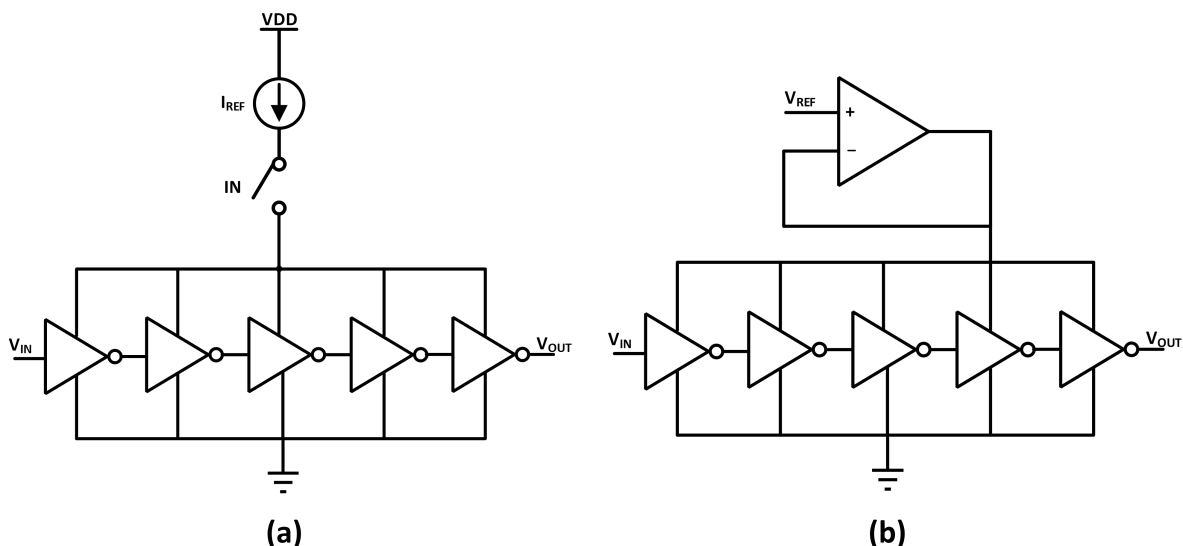 VDD
IREF
IN
VIN
VOUT
(a)
VREF
+
−
VIN
VOUT
(b)